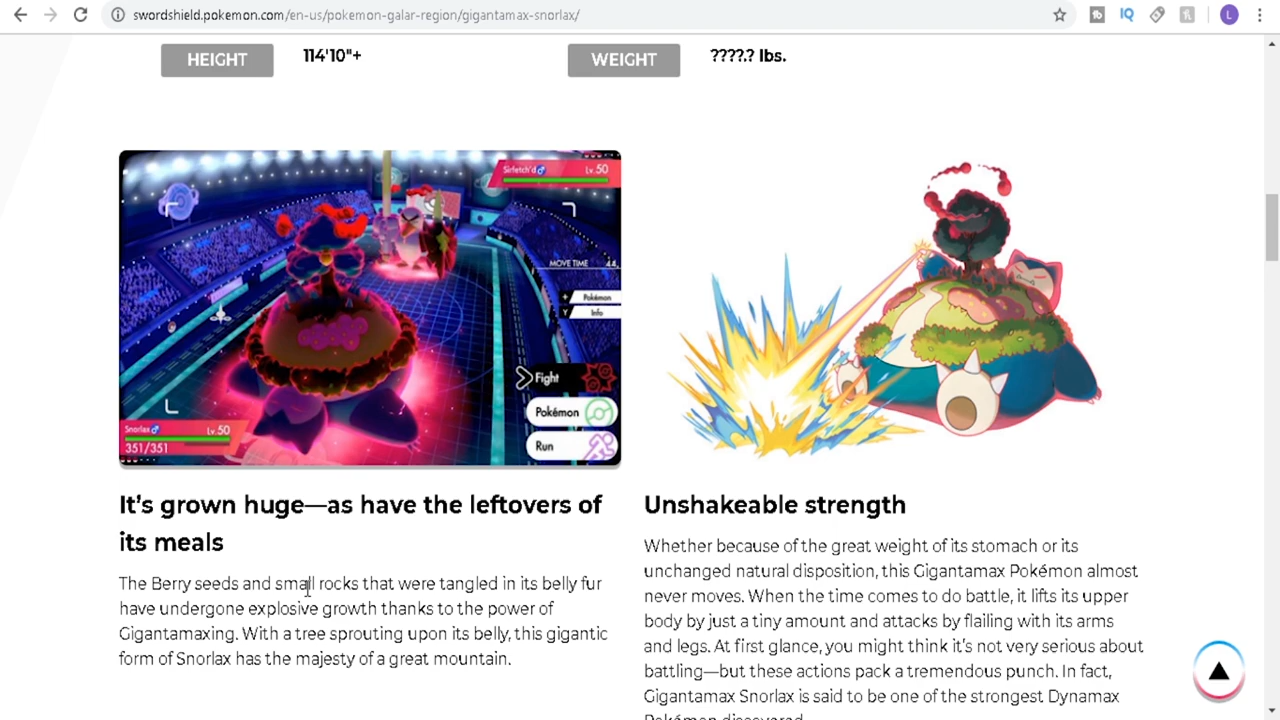 swordshield.pokemon.com/en-us/pokemon-galar-region/gigantamax-snorlax/
HEIGHT
114'10"+
WEIGHT
????.? lbs.
Sirfetch'd♂ Lv.50
MOVE TIME 44
+ Pokémon
Y Info
Fight
Pokémon
Run
Snorlax♂ Lv.50
351/351
It's grown huge—as have the leftovers of
its meals
The Berry seeds and small rocks that were tangled in its belly fur
have undergone explosive growth thanks to the power of
Gigantamaxing. With a tree sprouting upon its belly, this gigantic
form of Snorlax has the majesty of a great mountain.
Unshakeable strength
Whether because of the great weight of its stomach or its
unchanged natural disposition, this Gigantamax Pokémon almost
never moves. When the time comes to do battle, it lifts its upper
body by just a tiny amount and attacks by flailing with its arms
and legs. At first glance, you might think it's not very serious about
battling—but these actions pack a tremendous punch. In fact,
Gigantamax Snorlax is said to be one of the strongest Dynamax
Pokémon discovered.
IQ
L